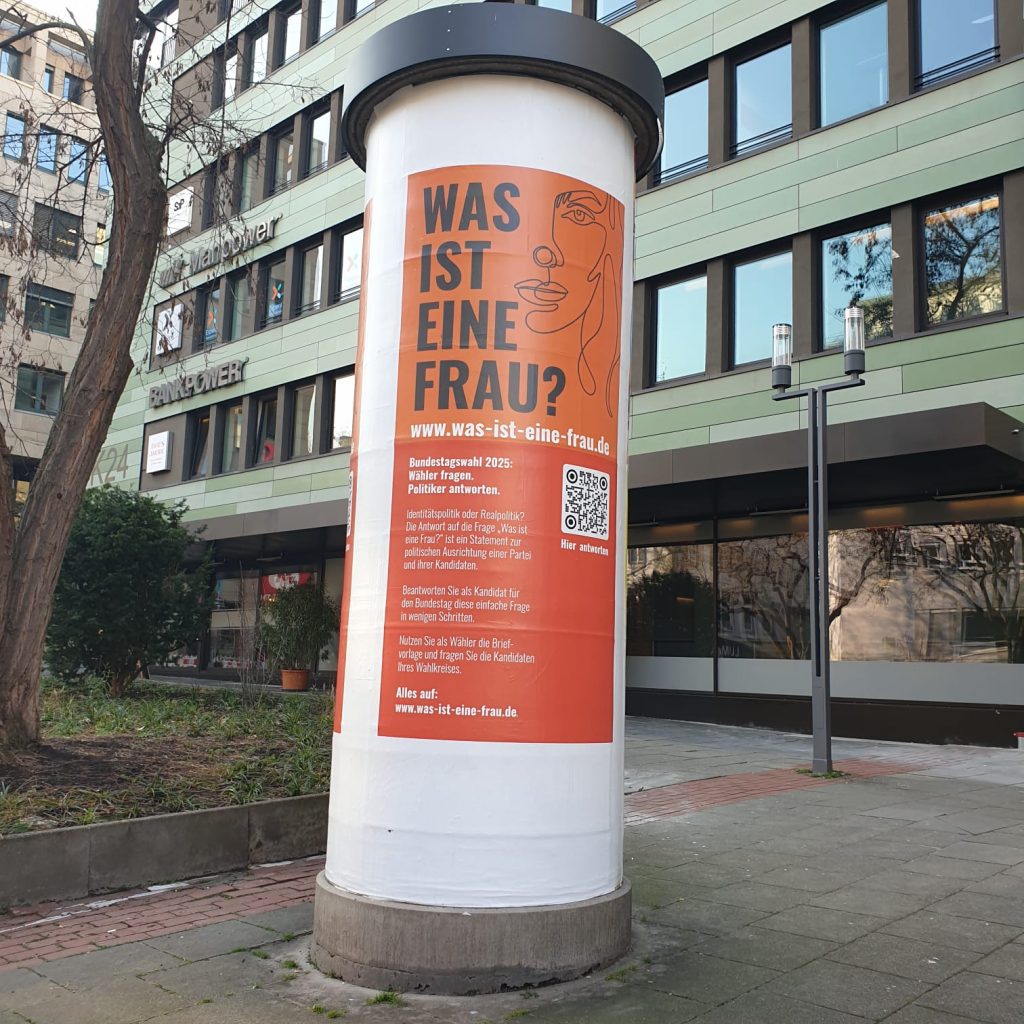 WAS
IST
EINE
FRAU?
www.was-ist-eine-frau.de
Bundestagswahl 2025:
Wähler fragen.
Politiker antworten.
Hier antworten
Identitätspolitik oder Realpolitik?
Die Antwort auf die Frage „Was ist
eine Frau?" ist ein Statement zur
politischen Ausrichtung einer Partei
und ihrer Kandidaten.
Beantworten Sie als Kandidat für
den Bundestag diese einfache Frage
in wenigen Schritten.
Nutzen Sie als Wähler die Brief-
vorlage und fragen Sie die Kandidaten
Ihres Wahlkreises.
Alles auf:
www.was-ist-eine-frau.de.
Manpower
BANKPOWER
24